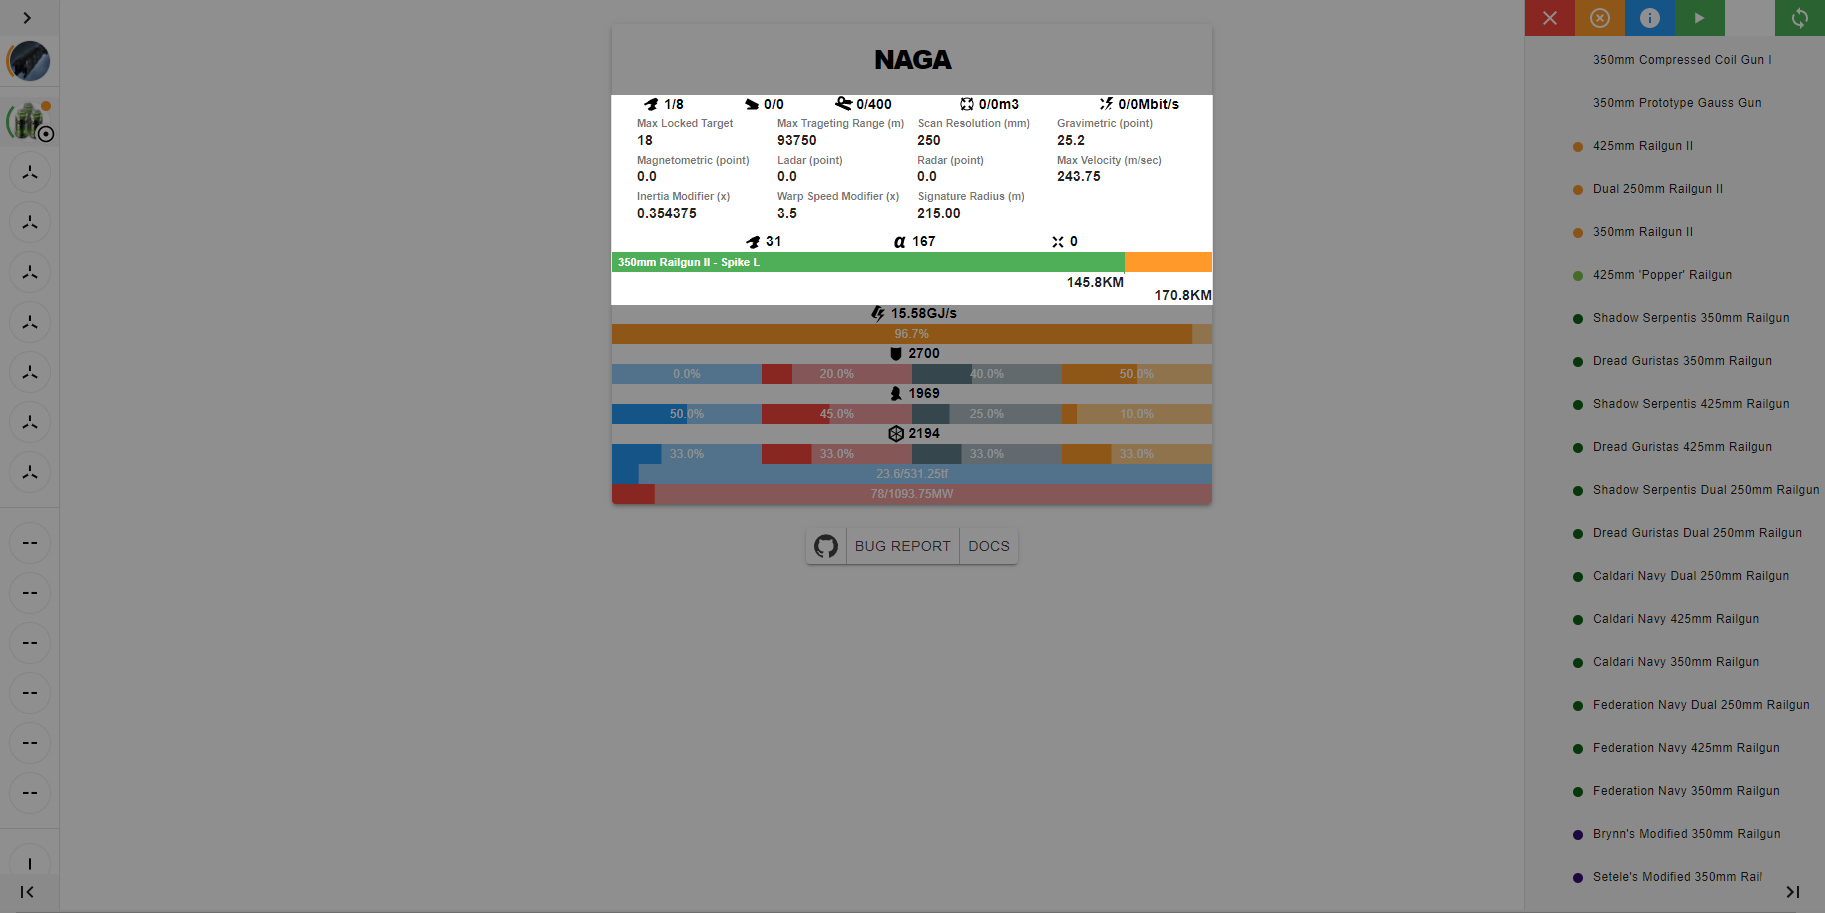 NAGA
1/8 0/0 0/400 0/0m3 0/0Mbit/s
Max Locked Target Max Trageting Range (m) Scan Resolution (mm) Gravimetric (point)
18 93750 250 25.2
Magnetometric (point) Ladar (point) Radar (point) Max Velocity (m/sec)
0.0 0.0 0.0 243.75
Inertia Modifier (x) Warp Speed Modifier (x) Signature Radius (m)
0.354375 3.5 215.00
31 α 167 0
350mm Railgun II - Spike L
145.8KM
170.8KM
15.58GJ/s
96.7%
2700
0.0% 20.0% 40.0% 50.0%
1969
50.0% 45.0% 25.0% 10.0%
2194
33.0% 33.0% 33.0% 33.0%
23.6/531.25tf
78/1093.75MW
BUG REPORT DOCS
350mm Compressed Coil Gun I
350mm Prototype Gauss Gun
425mm Railgun II
Dual 250mm Railgun II
350mm Railgun II
425mm 'Popper' Railgun
Shadow Serpentis 350mm Railgun
Dread Guristas 350mm Railgun
Shadow Serpentis 425mm Railgun
Dread Guristas 425mm Railgun
Shadow Serpentis Dual 250mm Railgun
Dread Guristas Dual 250mm Railgun
Caldari Navy Dual 250mm Railgun
Caldari Navy 425mm Railgun
Caldari Navy 350mm Railgun
Federation Navy Dual 250mm Railgun
Federation Navy 425mm Railgun
Federation Navy 350mm Railgun
Brynn's Modified 350mm Railgun
Setele's Modified 350mm Rail